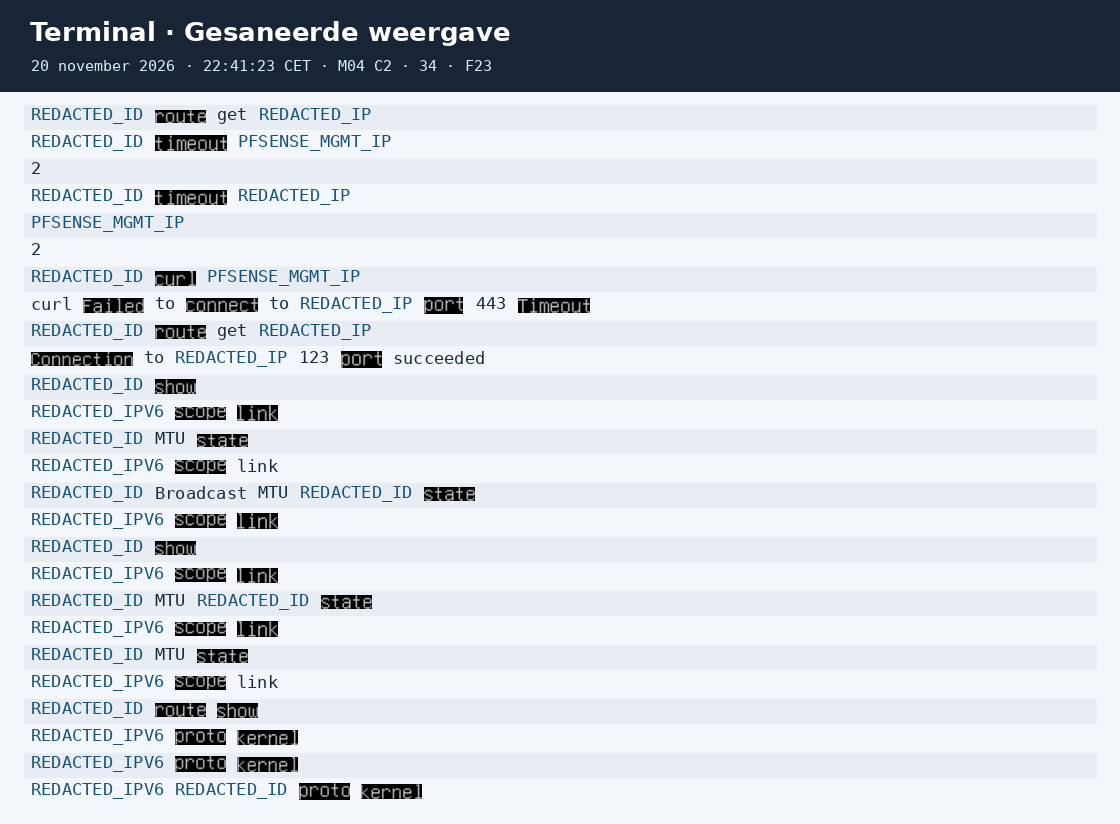 Terminal · Gesaneerde weergave
20 november 2026 · 22:41:23 CET · M04 C2 · 34 · F23
REDACTED_ID route get REDACTED_IP
REDACTED_ID timeout PFSENSE_MGMT_IP
2
REDACTED_ID timeout REDACTED_IP
PFSENSE_MGMT_IP
2
REDACTED_ID curl PFSENSE_MGMT_IP
curl Failed to connect to REDACTED_IP port 443 Timeout
REDACTED_ID route get REDACTED_IP
Connection to REDACTED_IP 123 port succeeded
REDACTED_ID show
REDACTED_IPV6 scope link
REDACTED_ID MTU state
REDACTED_IPV6 scope link
REDACTED_ID Broadcast MTU REDACTED_ID state
REDACTED_IPV6 scope link
REDACTED_ID show
REDACTED_IPV6 scope link
REDACTED_ID MTU REDACTED_ID state
REDACTED_IPV6 scope link
REDACTED_ID MTU state
REDACTED_IPV6 scope link
REDACTED_ID route show
REDACTED_IPV6 proto kernel
REDACTED_IPV6 proto kernel
REDACTED_IPV6 REDACTED_ID proto kernel